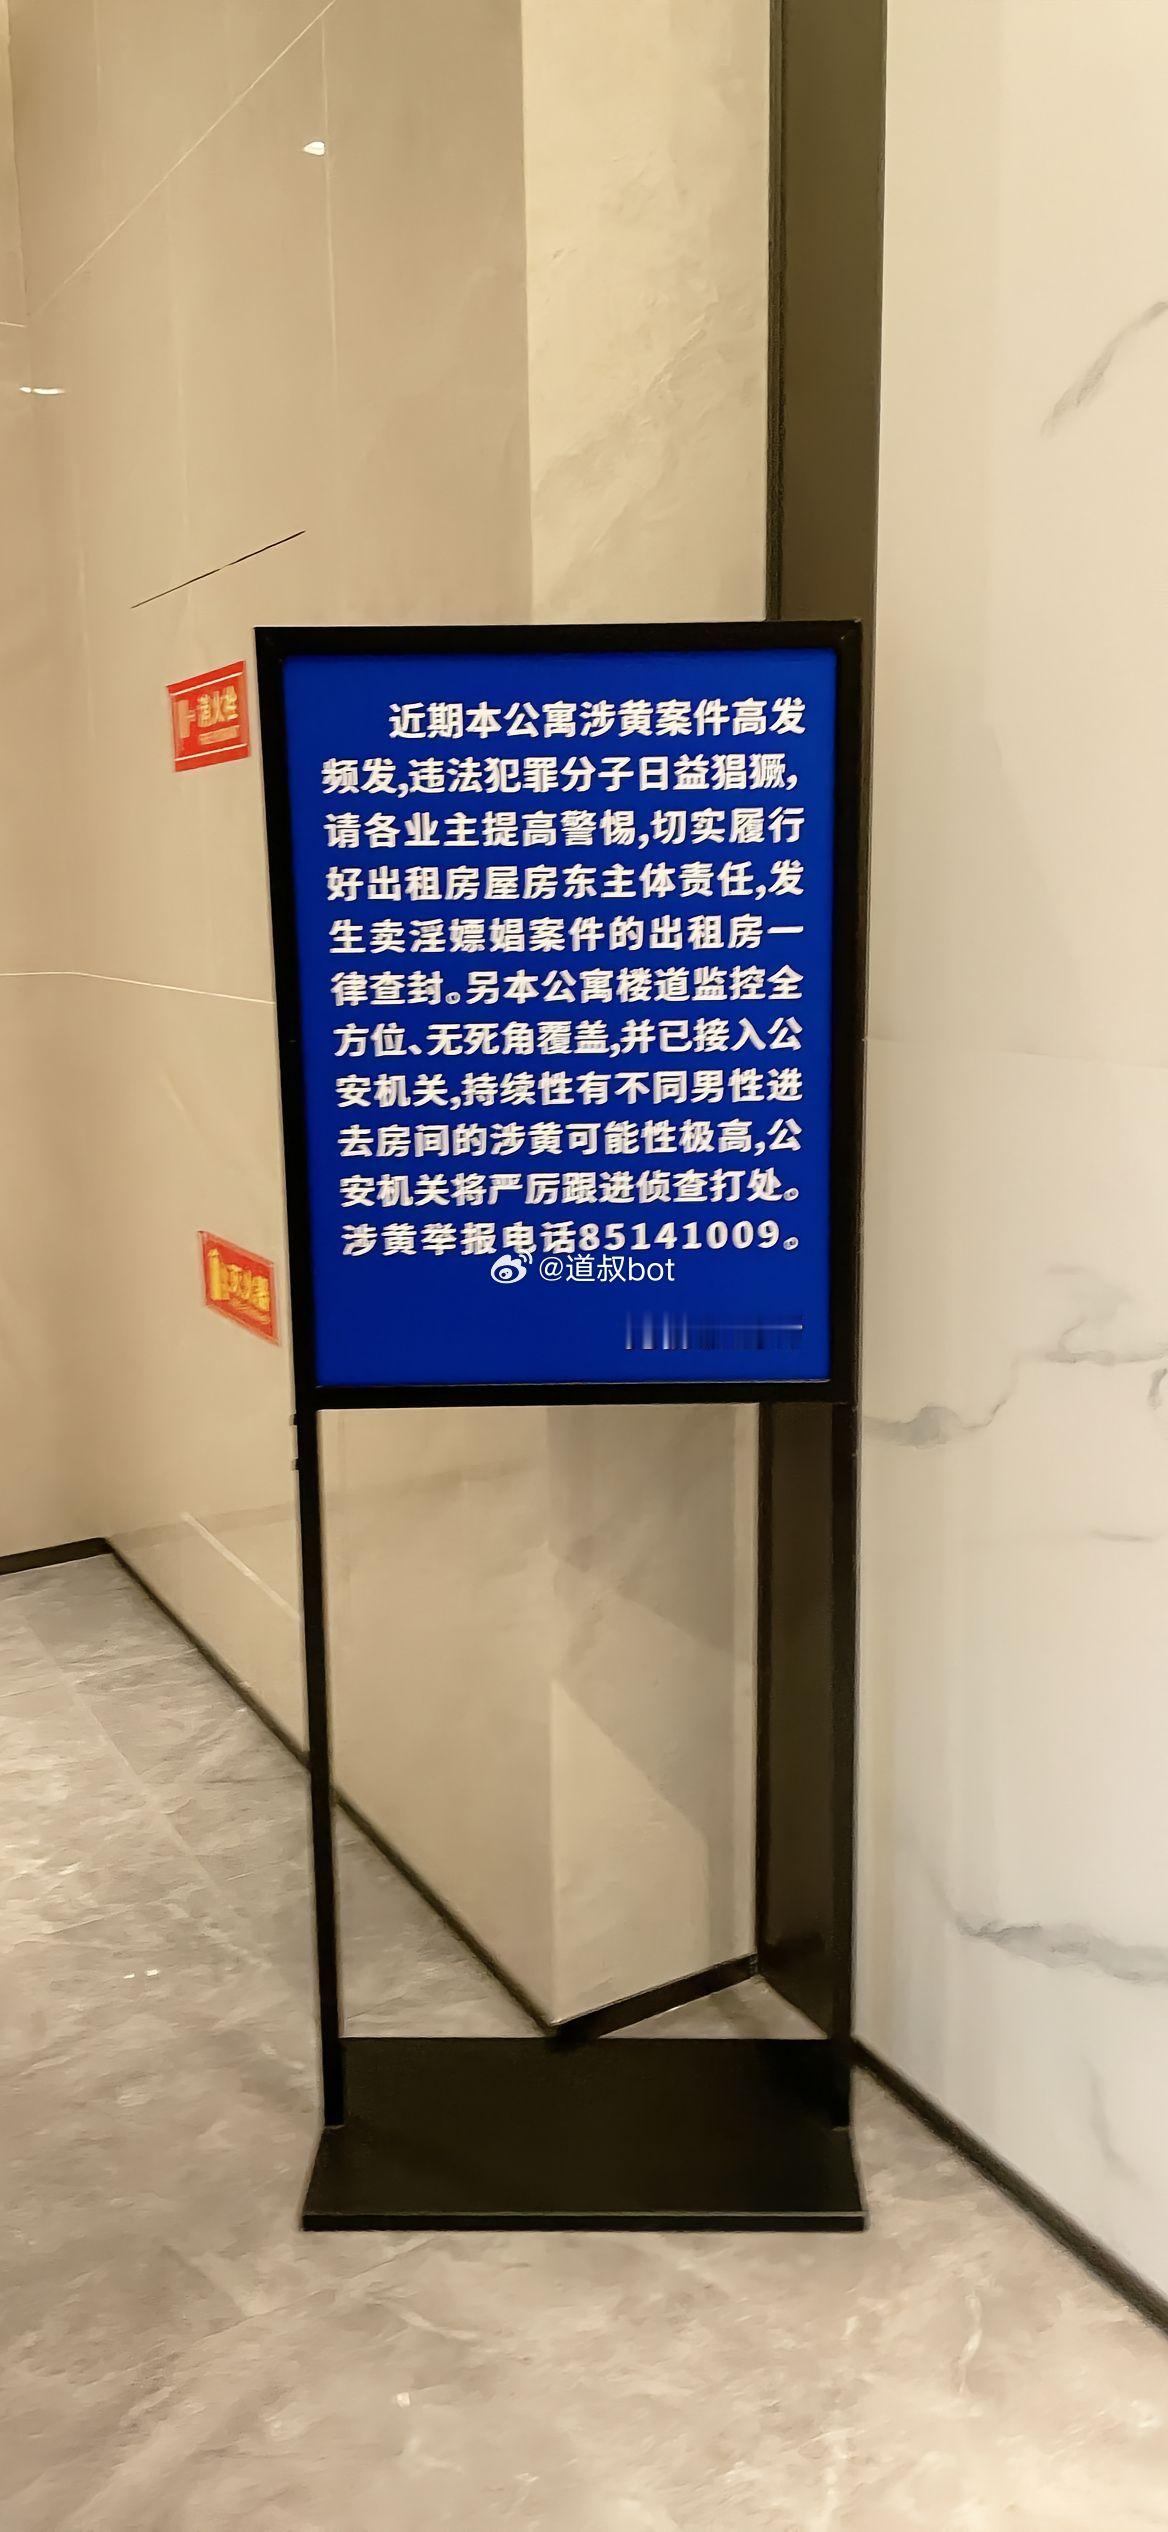 近期本公寓涉黄案件高发
频发,违法犯罪分子日益猖獗,
请各业主提高警惕,切实履行
好出租房屋房东主体责任,发
生卖淫嫖娼案件的出租房一
律查封。另本公寓楼道监控全
方位、无死角覆盖,并已接入公
安机关,持续性有不同男性进
去房间的涉黄可能性极高,公
安机关将严厉跟进侦查打处。
涉黄举报电话85141009。
@道叔bot
消火栓